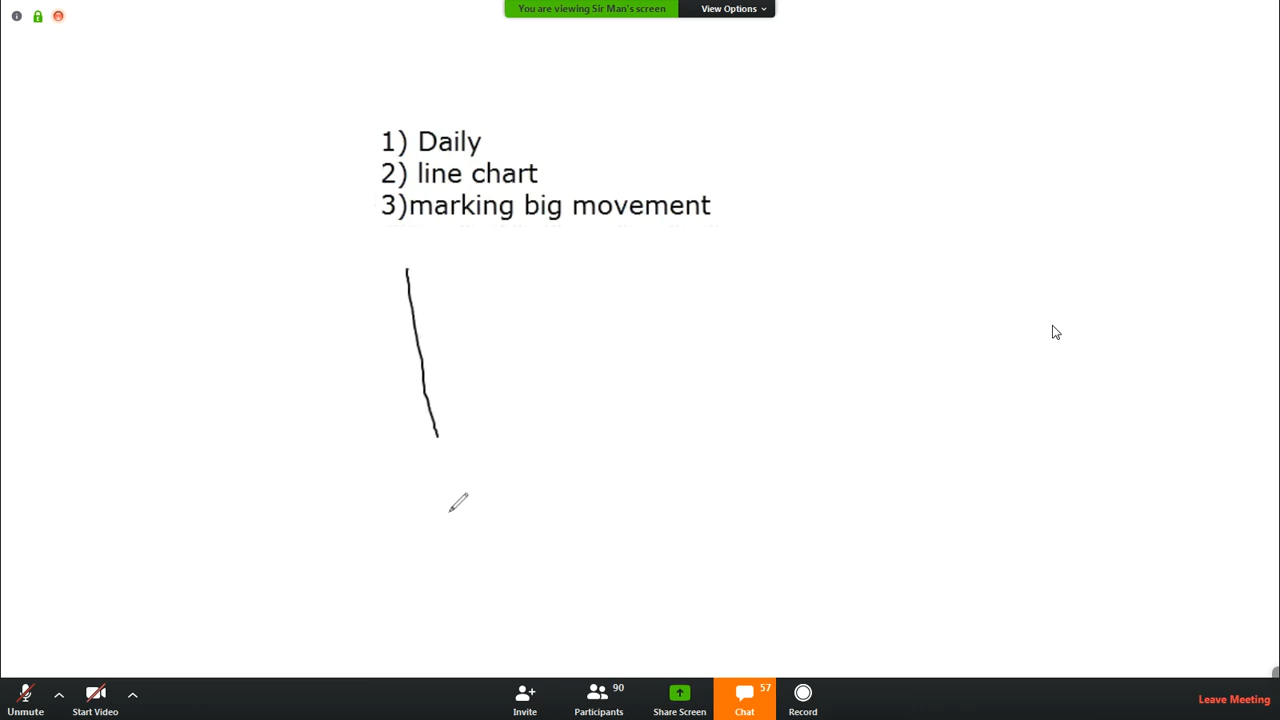 You are viewing Sir Man's screen
View Options
1) Daily
2) line chart
3)marking big movement
Unmute
Start Video
Invite
90
Participants
Share Screen
57
Chat
Record
Leave Meeting